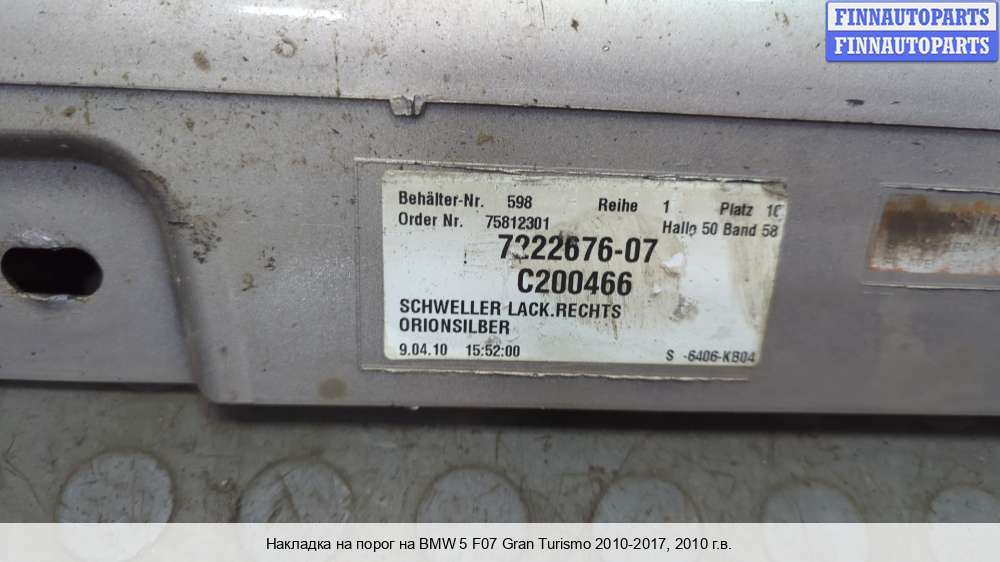 FINNAUTOPARTS
FINNAUTOPARTS
Behälter-Nr. 598 Reihe 1 Platz
Order Nr. 75812301 Halle 50 Band 58
7222676-07
C200466
SCHWELLER LACK.RECHTS
ORIONSILBER
9.04.10 15:52:00 S -6406-KB04
Накладка на порог на BMW 5 F07 Gran Turismo 2010-2017, 2010 г.в.